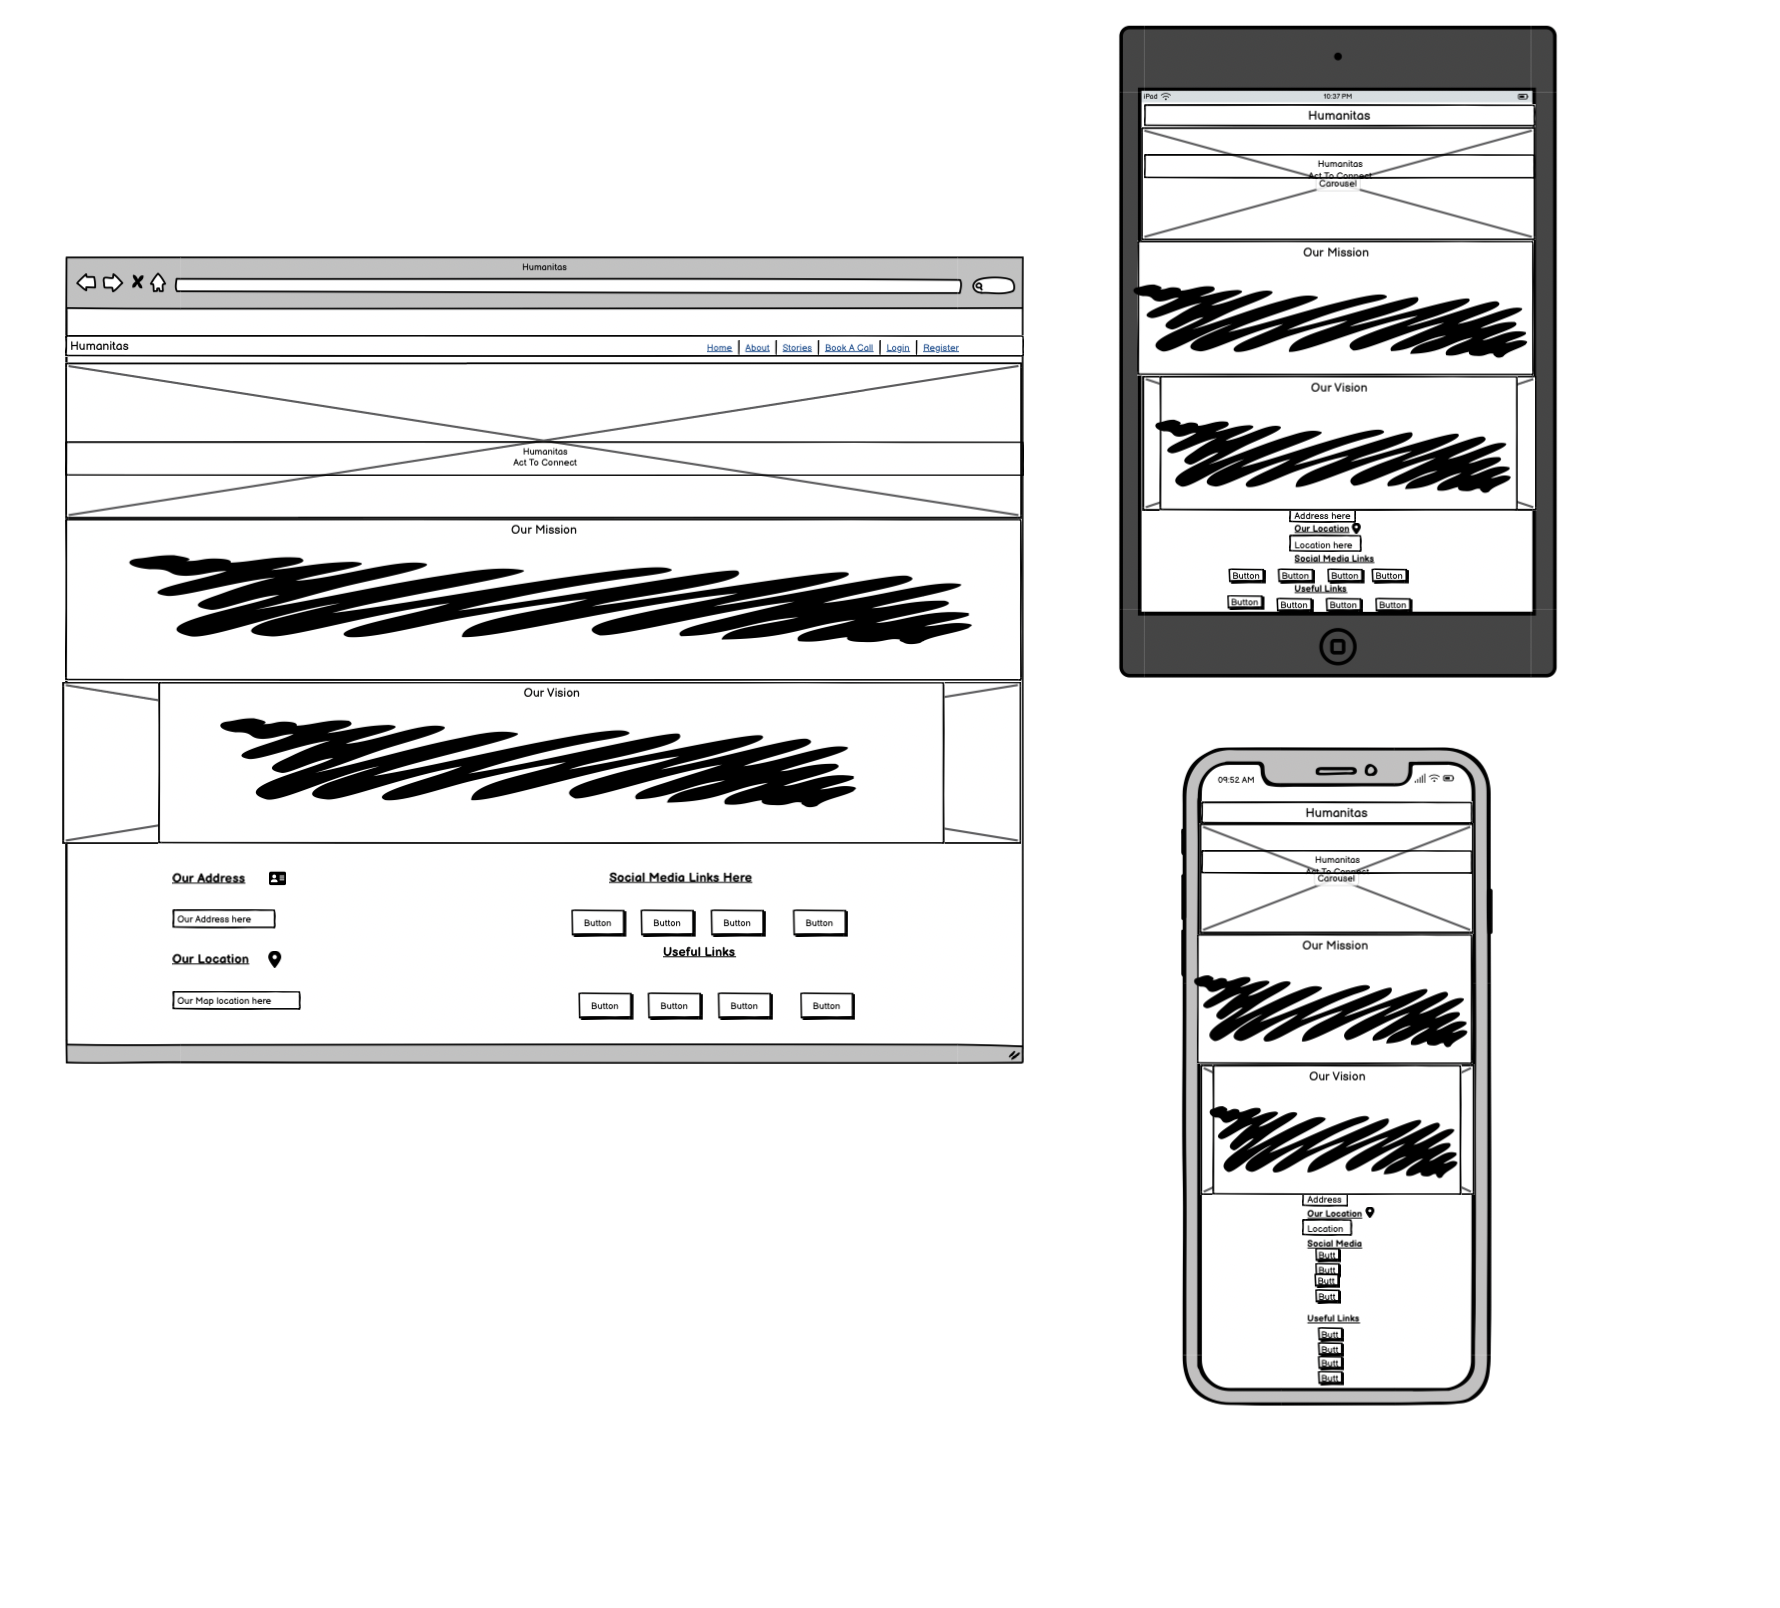 Humanitas
Humanitas
Home About Stories Book A Call Login Register
Humanitas
Act To Connect
Our Mission
Our Vision
Our Address
Our Address here
Our Location
Our Map location here
Social Media Links Here
Button Button Button Button
Useful Links
Button Button Button Button
iPad 10:37 PM
Humanitas
Humanitas
Act To Connect
Carousel
Our Mission
Our Vision
Address here
Our Location
Location here
Social Media Links
Button Button Button Button
Useful Links
Button Button Button Button
09:52 AM
Humanitas
Humanitas
Act To Connect
Carousel
Our Mission
Our Vision
Address
Our Location
Location
Social Media
Butt
Butt
Butt
Butt
Useful Links
Butt
Butt
Butt
Butt